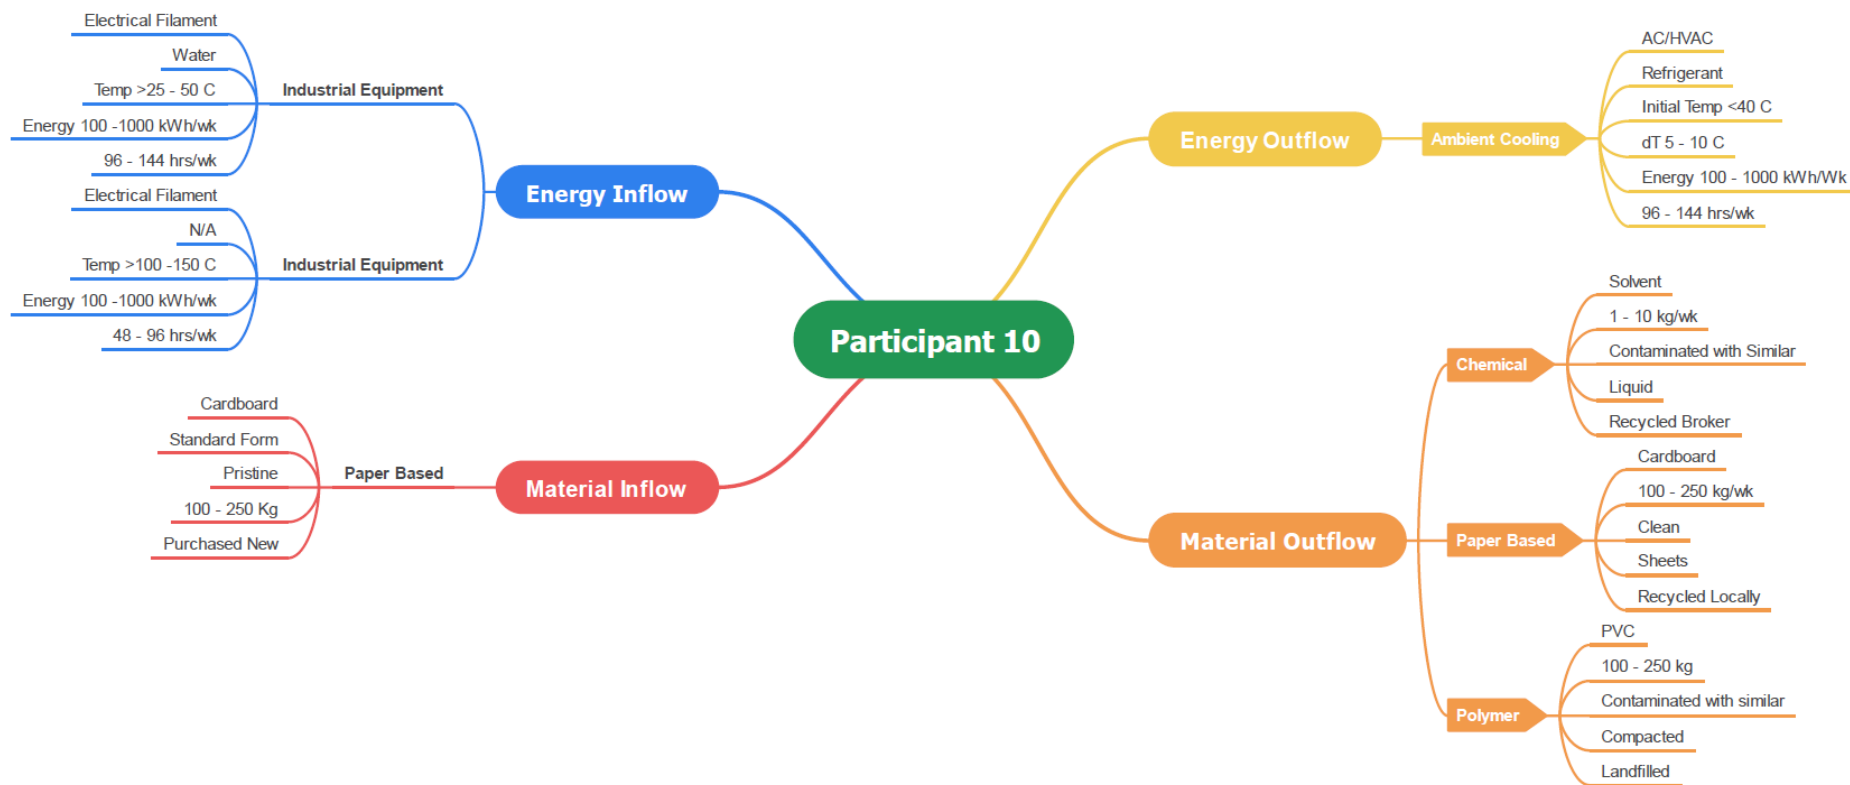 Electrical Filament
Water
Temp >25 - 50 C
Energy 100 -1000 kWh/wk
96 - 144 hrs/wk
Industrial Equipment
Electrical Filament
N/A
Temp >100 -150 C
Energy 100 -1000 kWh/wk
48 - 96 hrs/wk
Industrial Equipment
Energy Inflow
Cardboard
Standard Form
Pristine
100 - 250 Kg
Purchased New
Paper Based
Material Inflow
Participant 10
Energy Outflow
Ambient Cooling
AC/HVAC
Refrigerant
Initial Temp <40 C
dT 5 - 10 C
Energy 100 - 1000 kWh/Wk
96 - 144 hrs/wk
Material Outflow
Chemical
Solvent
1 - 10 kg/wk
Contaminated with Similar
Liquid
Recycled Broker
Paper Based
Cardboard
100 - 250 kg/wk
Clean
Sheets
Recycled Locally
Polymer
PVC
100 - 250 kg
Contaminated with similar
Compacted
Landfilled